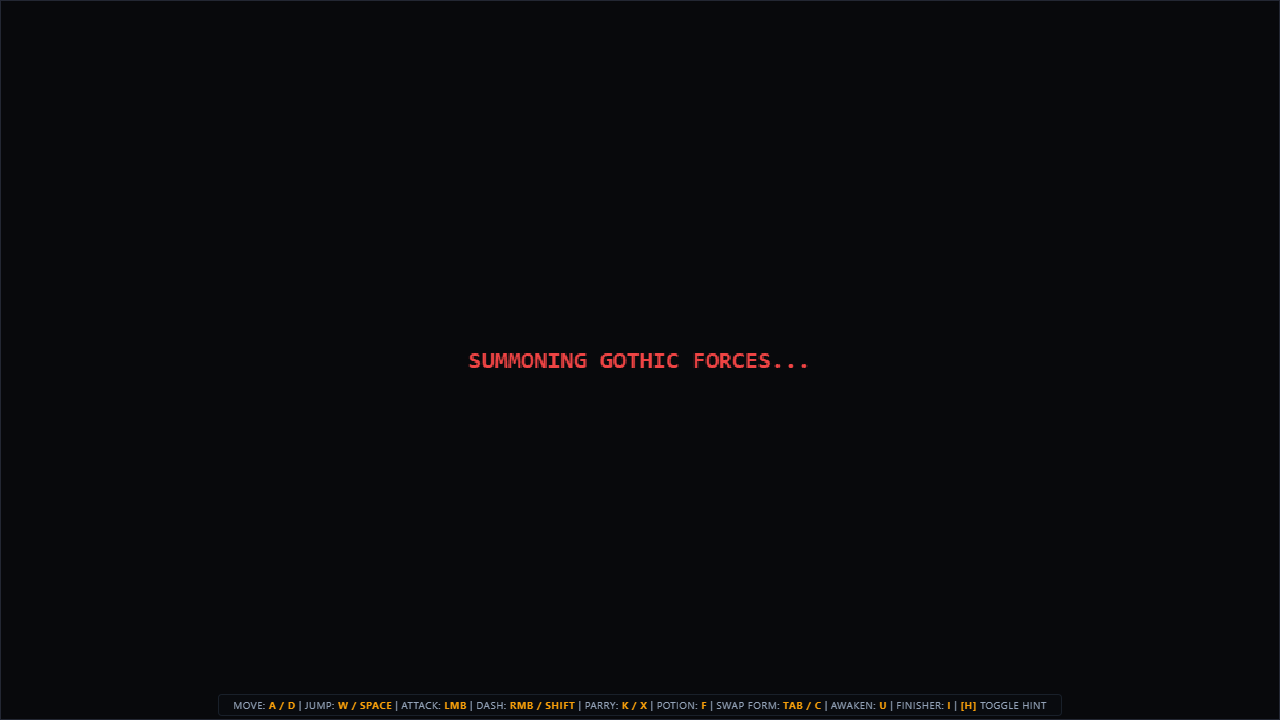 SUMMONING GOTHIC FORCES...
MOVE: A / D | JUMP: W / SPACE | ATTACK: LMB | DASH: RMB / SHIFT | PARRY: K / X | POTION: F | SWAP FORM: TAB / C | AWAKEN: U | FINISHER: I | [H] TOGGLE HINT